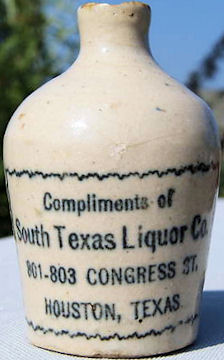 Compliments of
South Texas Liquor Co.
801-803 CONGRESS ST.
HOUSTON, TEXAS